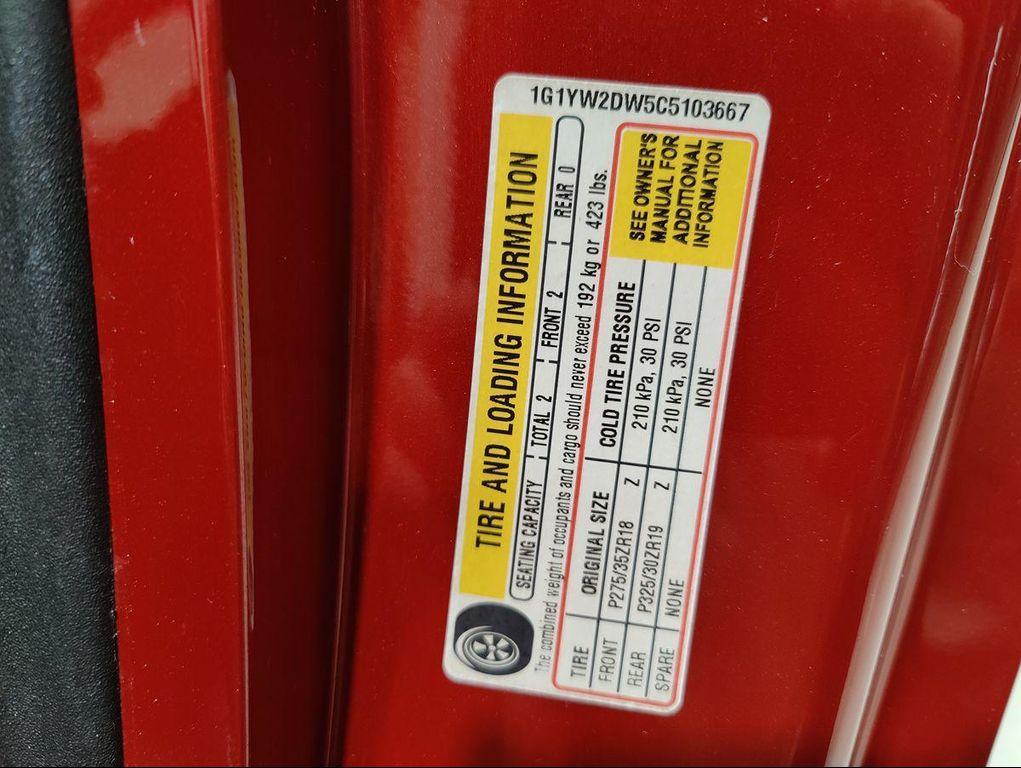 1G1YW2DW5C5103667
TIRE AND LOADING INFORMATION
SEATING CAPACITY TOTAL 2 FRONT 2 REAR 0
The combined weight of occupants and cargo should never exceed 192 kg or 423 lbs.
TIRE ORIGINAL SIZE COLD TIRE PRESSURE
FRONT P275/35ZR18 Z 210 kPa, 30 PSI
REAR P325/30ZR19 Z 210 kPa, 30 PSI
SPARE NONE NONE
SEE OWNER'S
MANUAL FOR
ADDITIONAL
INFORMATION